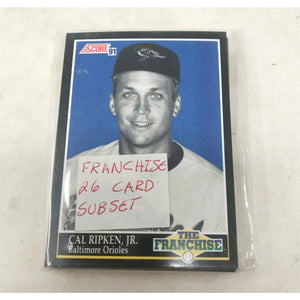 SCORE 91
FRANCHISE
26 CARD
SUBSET
CAL RIPKEN, JR.
Baltimore Orioles
THE
FRANCHISE